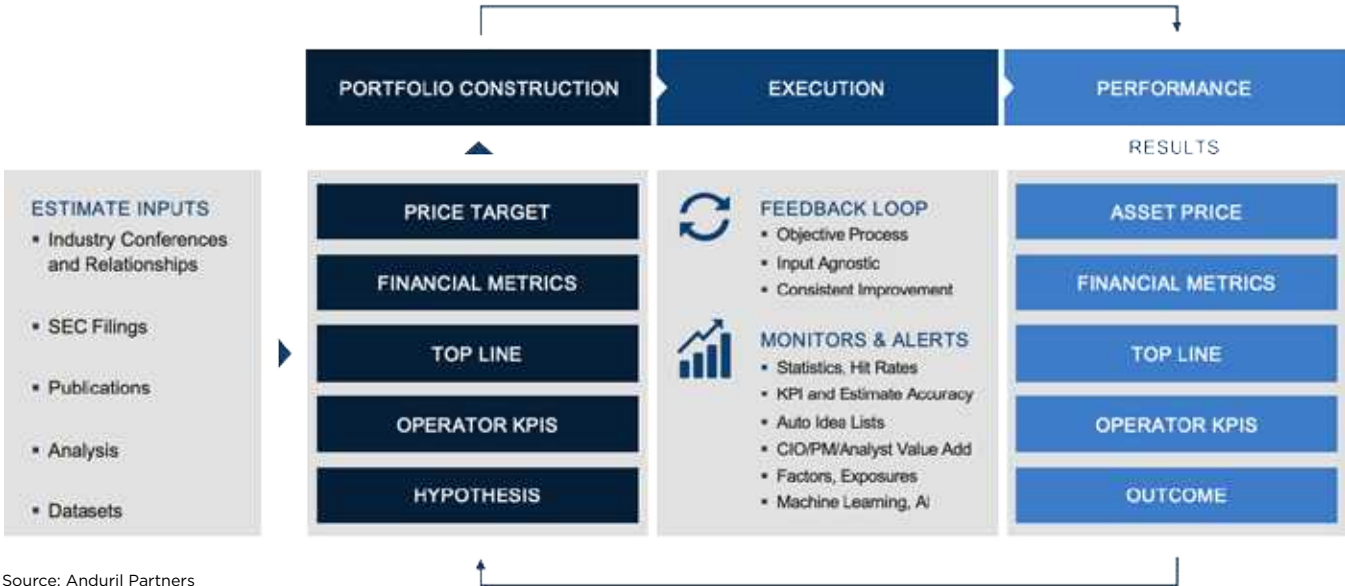 PORTFOLIO CONSTRUCTION
EXECUTION
PERFORMANCE
RESULTS
ESTIMATE INPUTS
▪ Industry Conferences
and Relationships
▪ SEC Filings
▪ Publications
▪ Analysis
▪ Datasets
PRICE TARGET
FINANCIAL METRICS
TOP LINE
OPERATOR KPIS
HYPOTHESIS
FEEDBACK LOOP
▪ Objective Process
▪ Input Agnostic
▪ Consistent Improvement
MONITORS & ALERTS
▪ Statistics, Hit Rates
▪ KPI and Estimate Accuracy
▪ Auto Idea Lists
▪ CIO/PM/Analyst Value Add
▪ Factors, Exposures
▪ Machine Learning, AI
ASSET PRICE
FINANCIAL METRICS
TOP LINE
OPERATOR KPIS
OUTCOME
Source: Anduril Partners